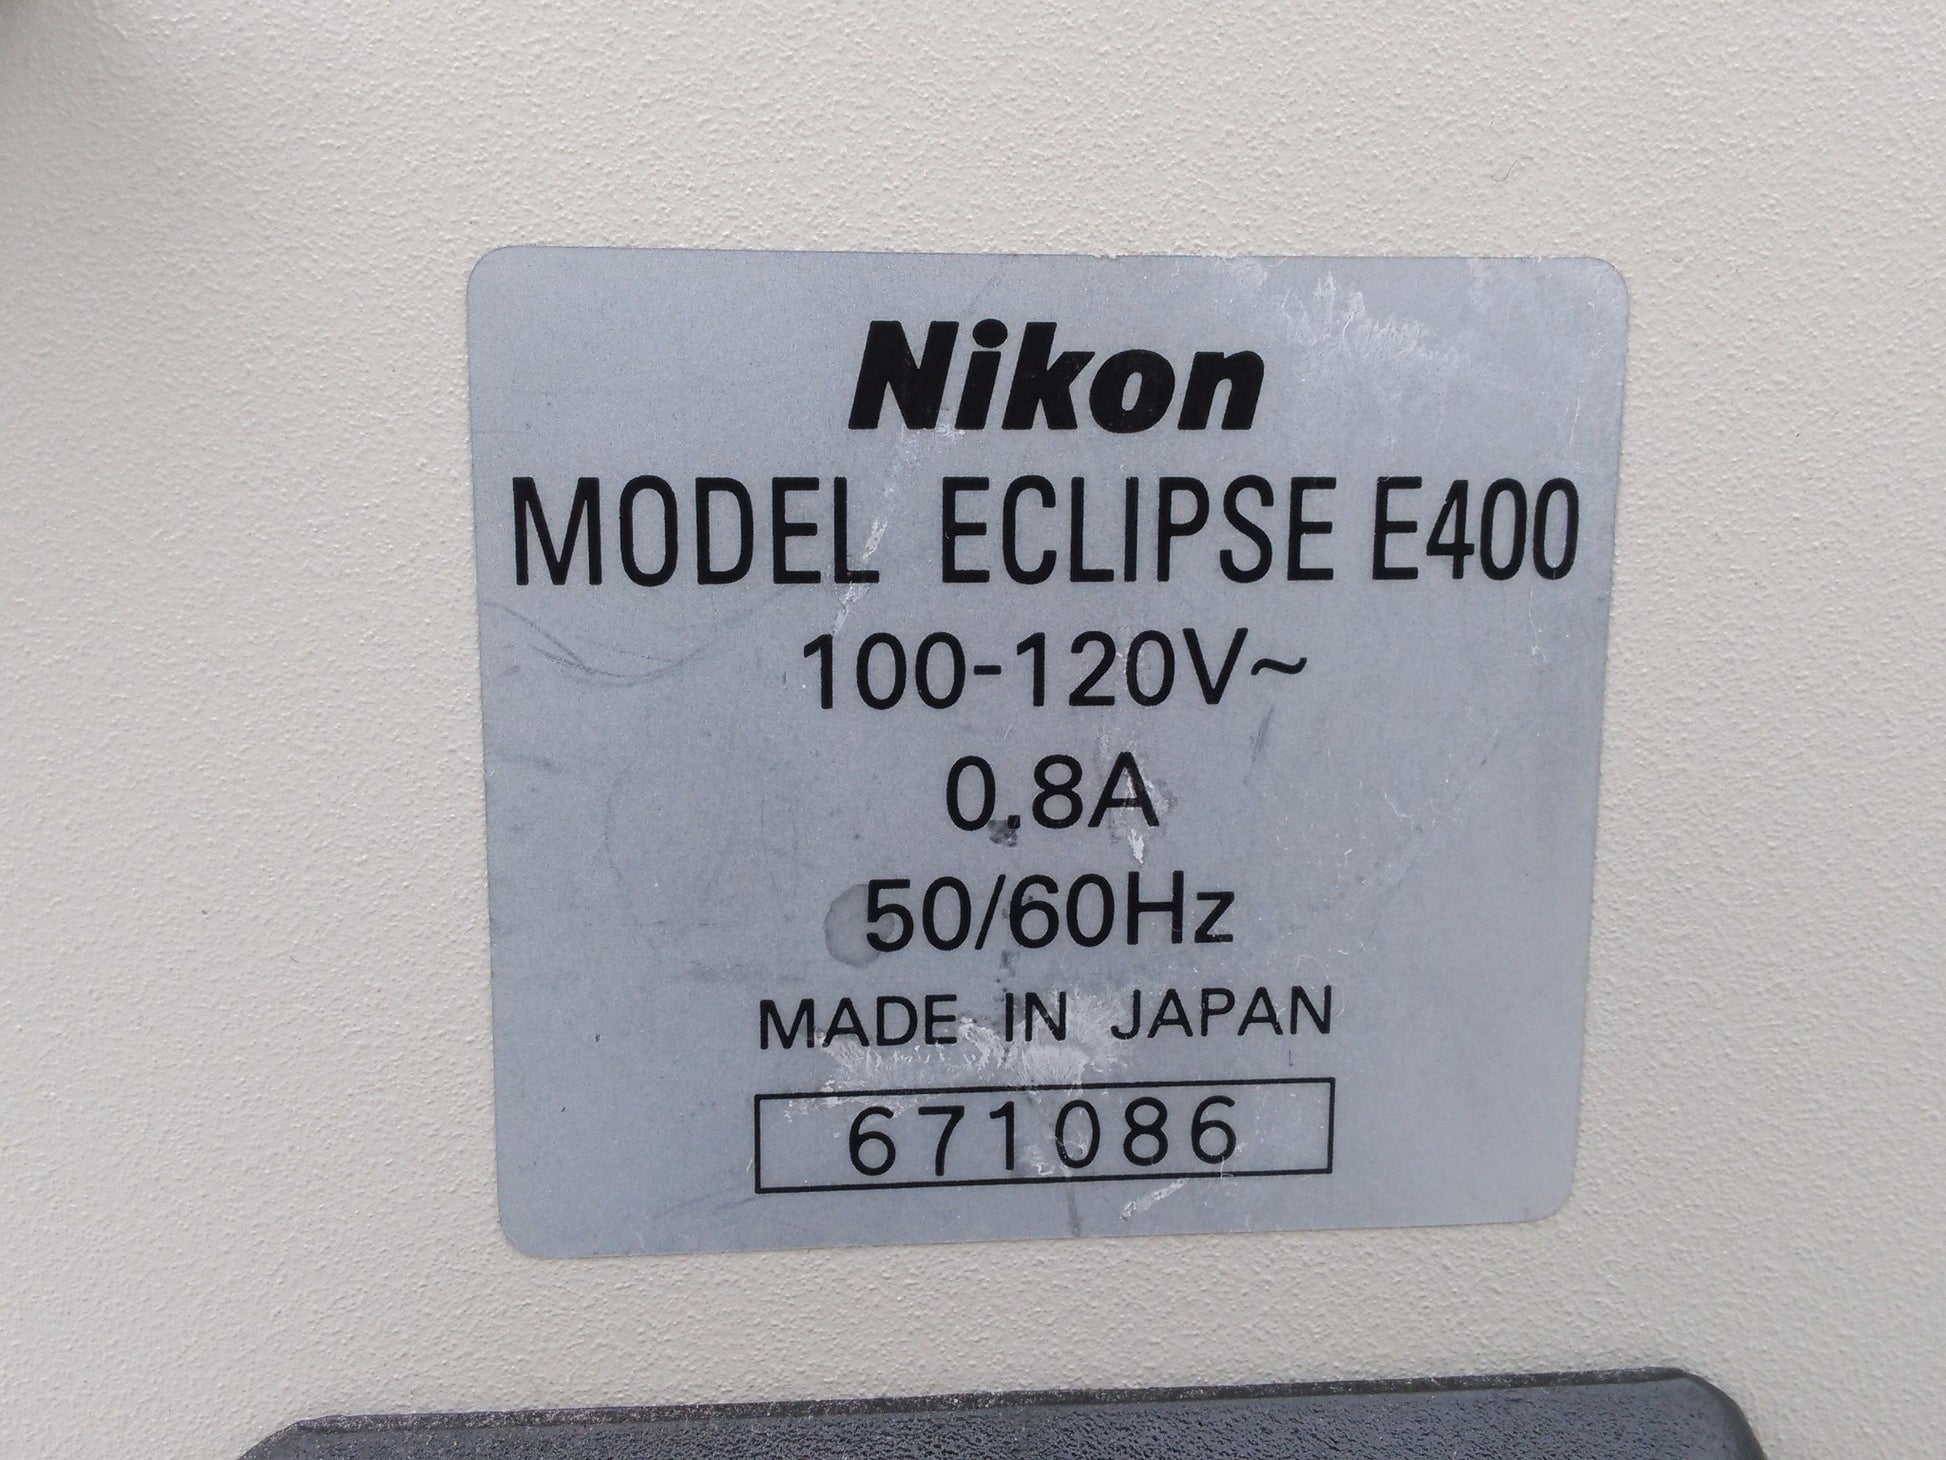 Nikon
MODEL ECLIPSE E400
100-120V~
0.8A
50/60Hz
MADE IN JAPAN
671086